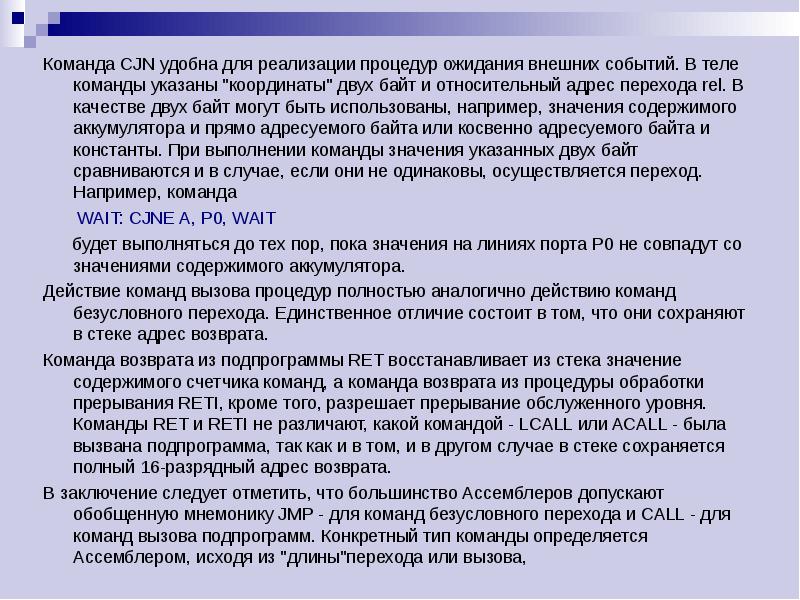 Команда CJN удобна для реализации процедур ожидания внешних событий. В теле
команды указаны "координаты" двух байт и относительный адрес перехода rel. В
качестве двух байт могут быть использованы, например, значения содержимого
аккумулятора и прямо адресуемого байта или косвенно адресуемого байта и
константы. При выполнении команды значения указанных двух байт
сравниваются и в случае, если они не одинаковы, осуществляется переход.
Например, команда
WAIT: CJNE A, P0, WAIT
будет выполняться до тех пор, пока значения на линиях порта Р0 не совпадут со
значениями содержимого аккумулятора.
Действие команд вызова процедур полностью аналогично действию команд
безусловного перехода. Единственное отличие состоит в том, что они сохраняют
в стеке адрес возврата.
Команда возврата из подпрограммы RET восстанавливает из стека значение
содержимого счетчика команд, а команда возврата из процедуры обработки
прерывания RETI, кроме того, разрешает прерывание обслуженного уровня.
Команды RET и RETI не различают, какой командой - LCALL или ACALL - была
вызвана подпрограмма, так как и в том, и в другом случае в стеке сохраняется
полный 16-разрядный адрес возврата.
В заключение следует отметить, что большинство Ассемблеров допускают
обобщенную мнемонику JMP - для команд безусловного перехода и CALL - для
команд вызова подпрограмм. Конкретный тип команды определяется
Ассемблером, исходя из "длины"перехода или вызова,